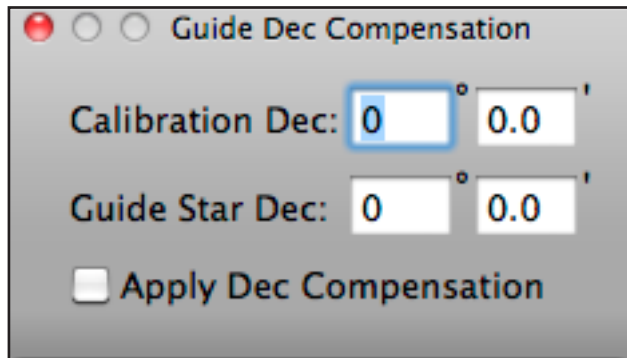 Guide Dec Compensation
Calibration Dec: 0 ° 0.0 '
Guide Star Dec: 0 ° 0.0 '
Apply Dec Compensation